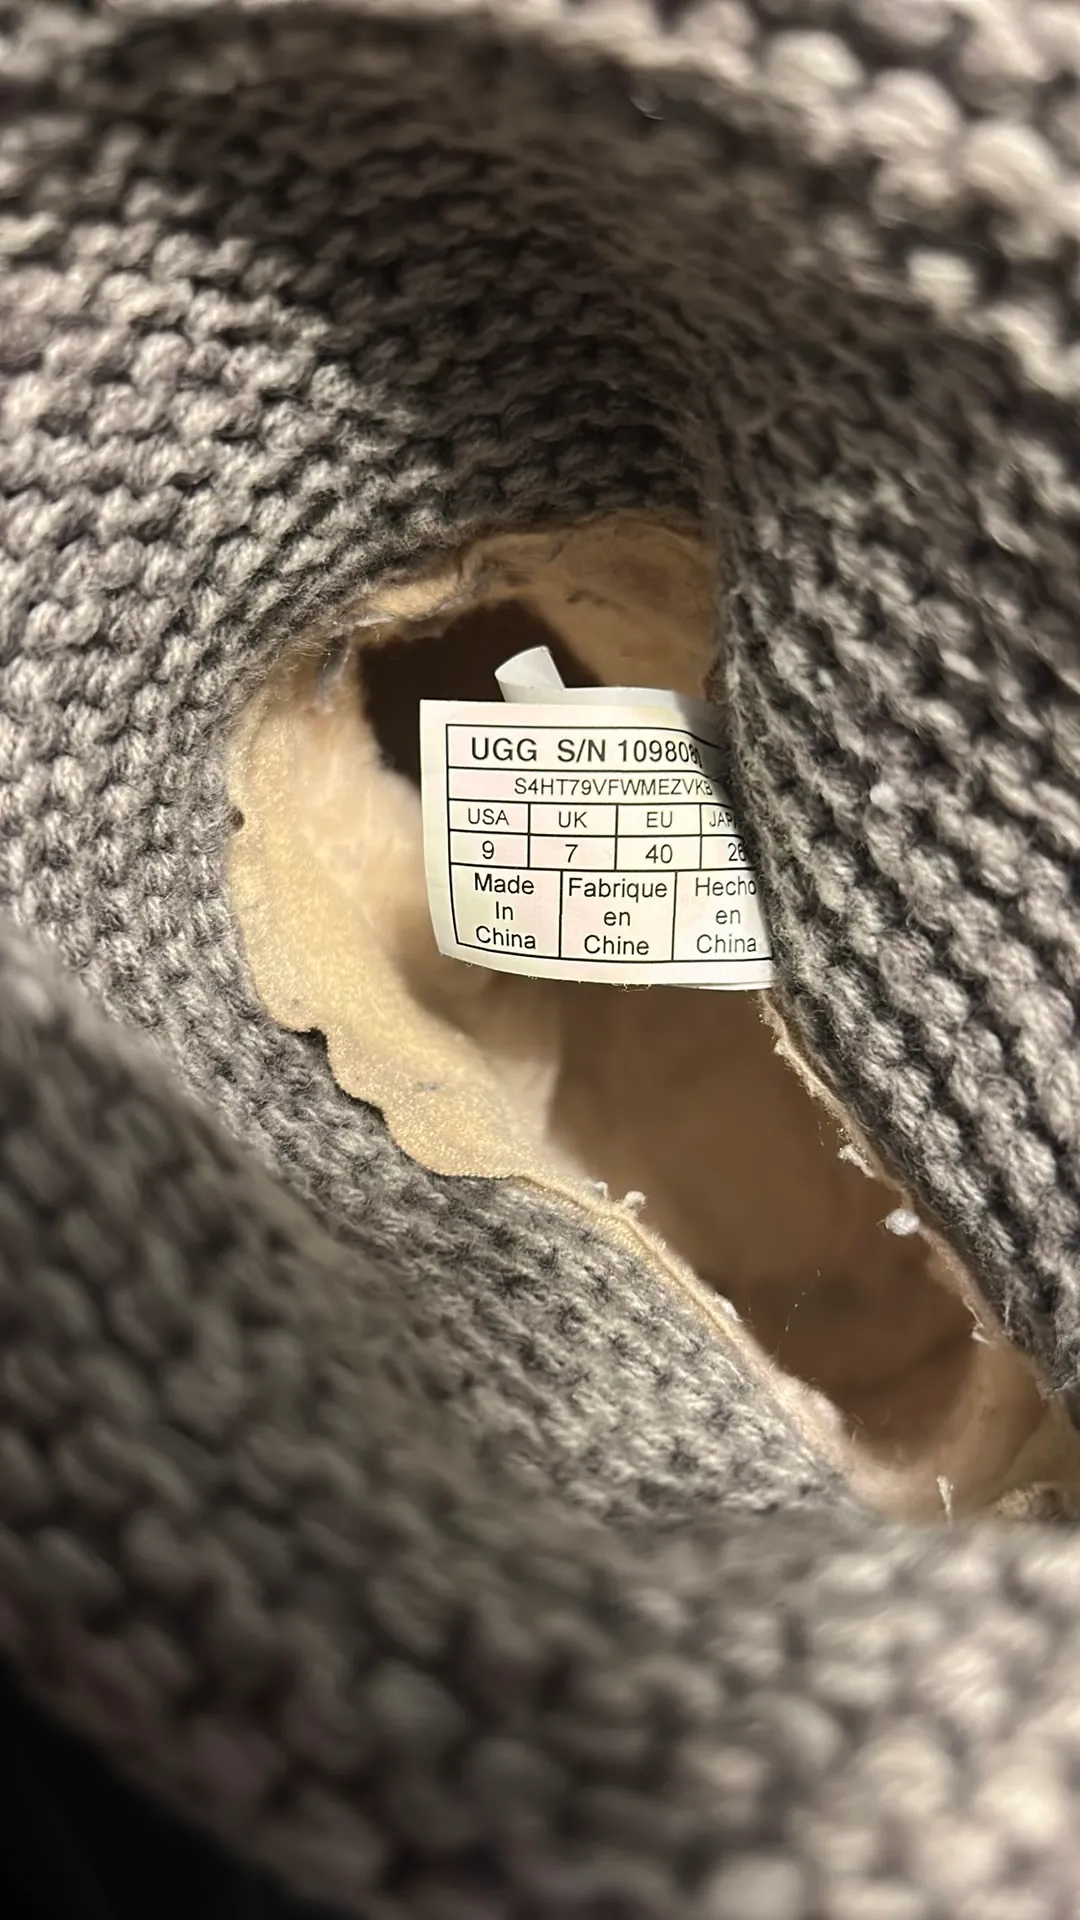 UGG S/N 109808
S4HT79VFWMEZVKB
USA UK EU
9 7 40
Made Fabrique Hecho
In en en
China Chine China